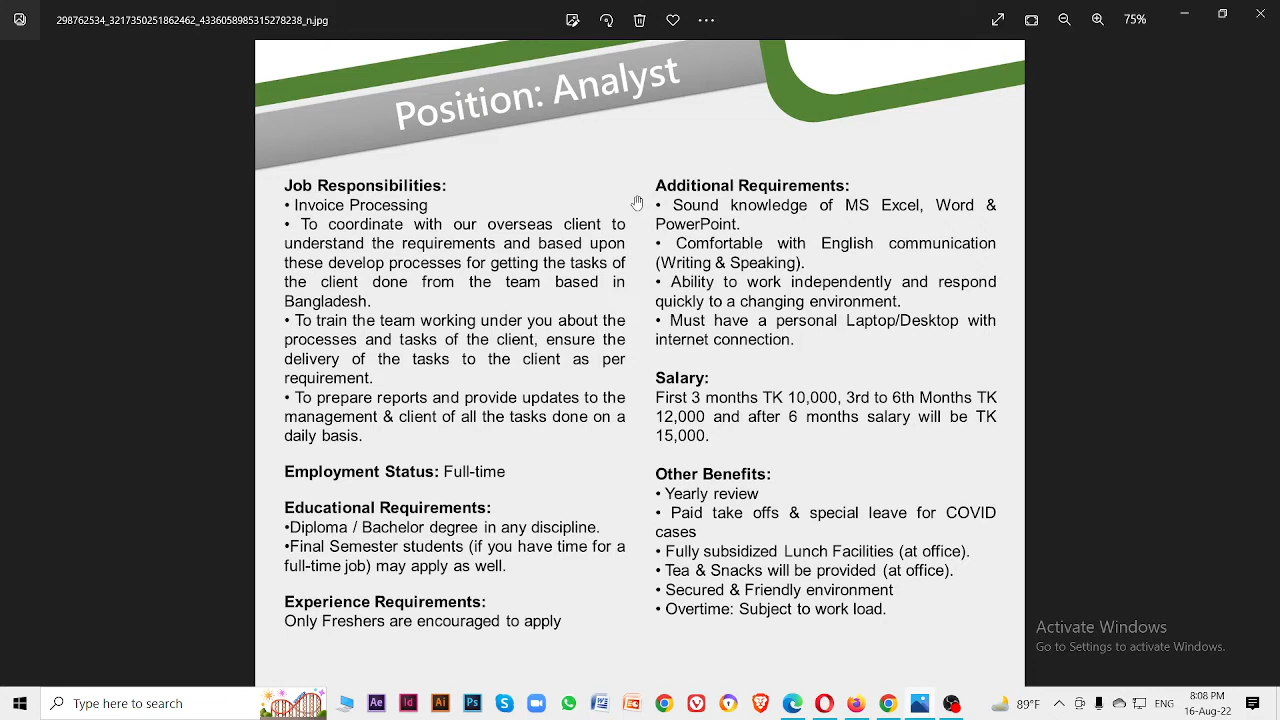 298762534_3217350251862462_4336058985315278238_n.jpg
75%
Position: Analyst
Job Responsibilities:
• Invoice Processing
• To coordinate with our overseas client to
understand the requirements and based upon
these develop processes for getting the tasks of
the client done from the team based in
Bangladesh.
• To train the team working under you about the
processes and tasks of the client, ensure the
delivery of the tasks to the client as per
requirement.
• To prepare reports and provide updates to the
management & client of all the tasks done on a
daily basis.
Employment Status: Full-time
Educational Requirements:
•Diploma / Bachelor degree in any discipline.
•Final Semester students (if you have time for a
full-time job) may apply as well.
Experience Requirements:
Only Freshers are encouraged to apply
Additional Requirements:
• Sound knowledge of MS Excel, Word &
PowerPoint.
• Comfortable with English communication
(Writing & Speaking).
• Ability to work independently and respond
quickly to a changing environment.
• Must have a personal Laptop/Desktop with
internet connection.
Salary:
First 3 months TK 10,000, 3rd to 6th Months TK
12,000 and after 6 months salary will be TK
15,000.
Other Benefits:
• Yearly review
• Paid take offs & special leave for COVID
cases
• Fully subsidized Lunch Facilities (at office).
• Tea & Snacks will be provided (at office).
• Secured & Friendly environment
• Overtime: Subject to work load.
Activate Windows
Go to Settings to activate Windows.
Type here to search
Ae
Id
Ai
Ps
89°F
ENG
8:08 PM
16-Aug-22